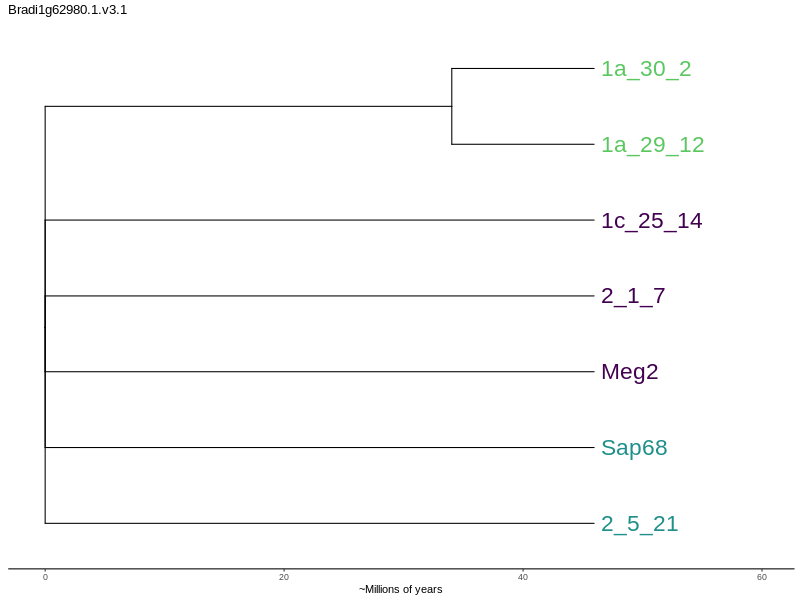 Bradi1g62980.1.v3.1
1a_30_2
1a_29_12
1c_25_14
2_1_7
Meg2
Sap68
2_5_21
0 20 40 60
~Millions of years